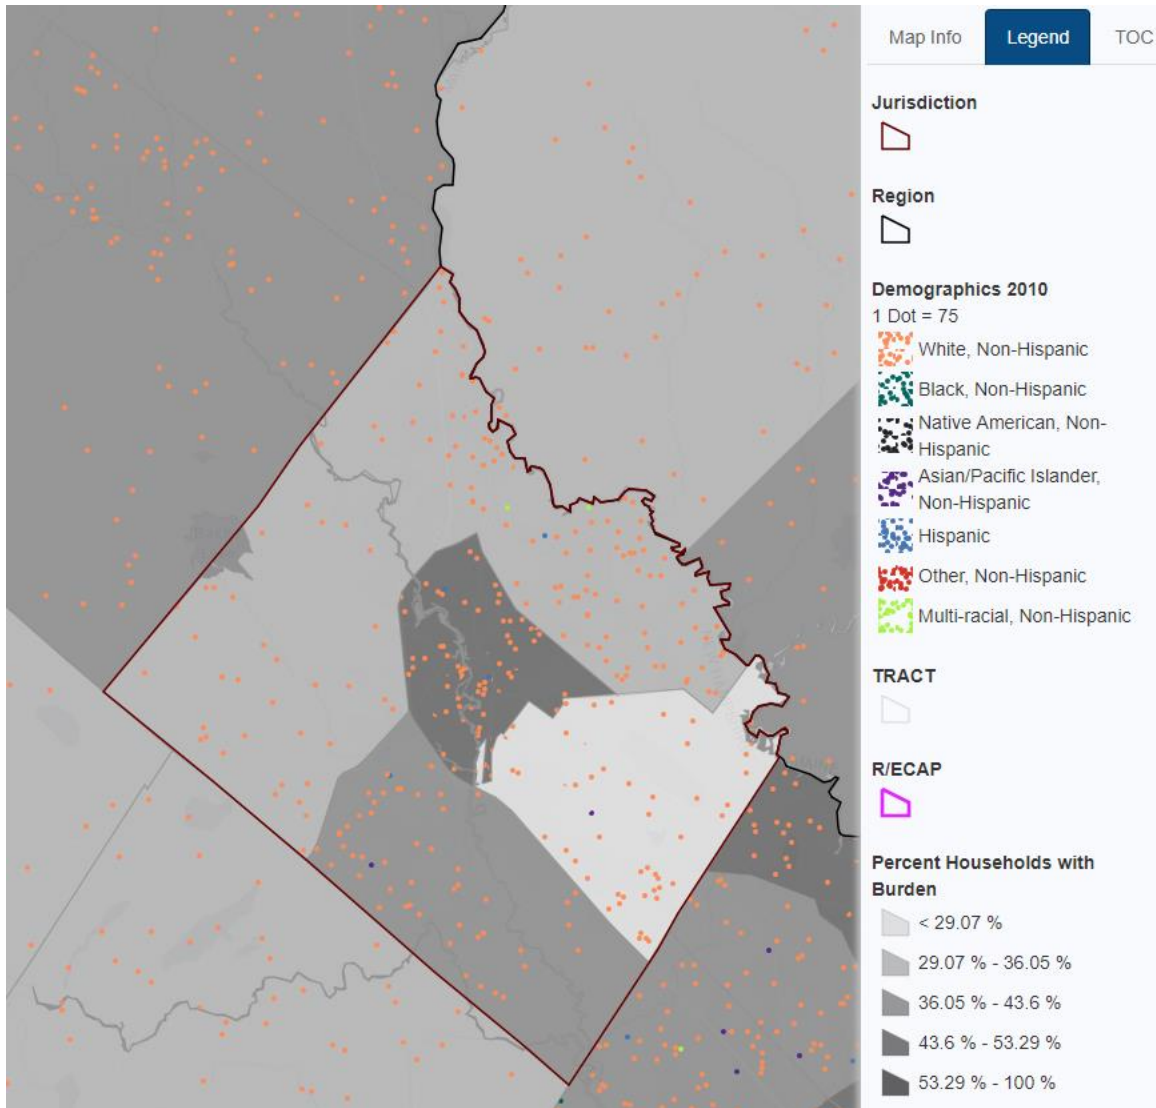 Map Info
Legend
TOC
Jurisdiction
Region
Demographics 2010
1 Dot = 75
White, Non-Hispanic
Black, Non-Hispanic
Native American, Non-
Hispanic
Asian/Pacific Islander,
Non-Hispanic
Hispanic
Other, Non-Hispanic
Multi-racial, Non-Hispanic
TRACT
R/ECAP
Percent Households with
Burden
< 29.07 %
29.07 % - 36.05 %
36.05 % - 43.6 %
43.6 % - 53.29 %
53.29 % - 100 %